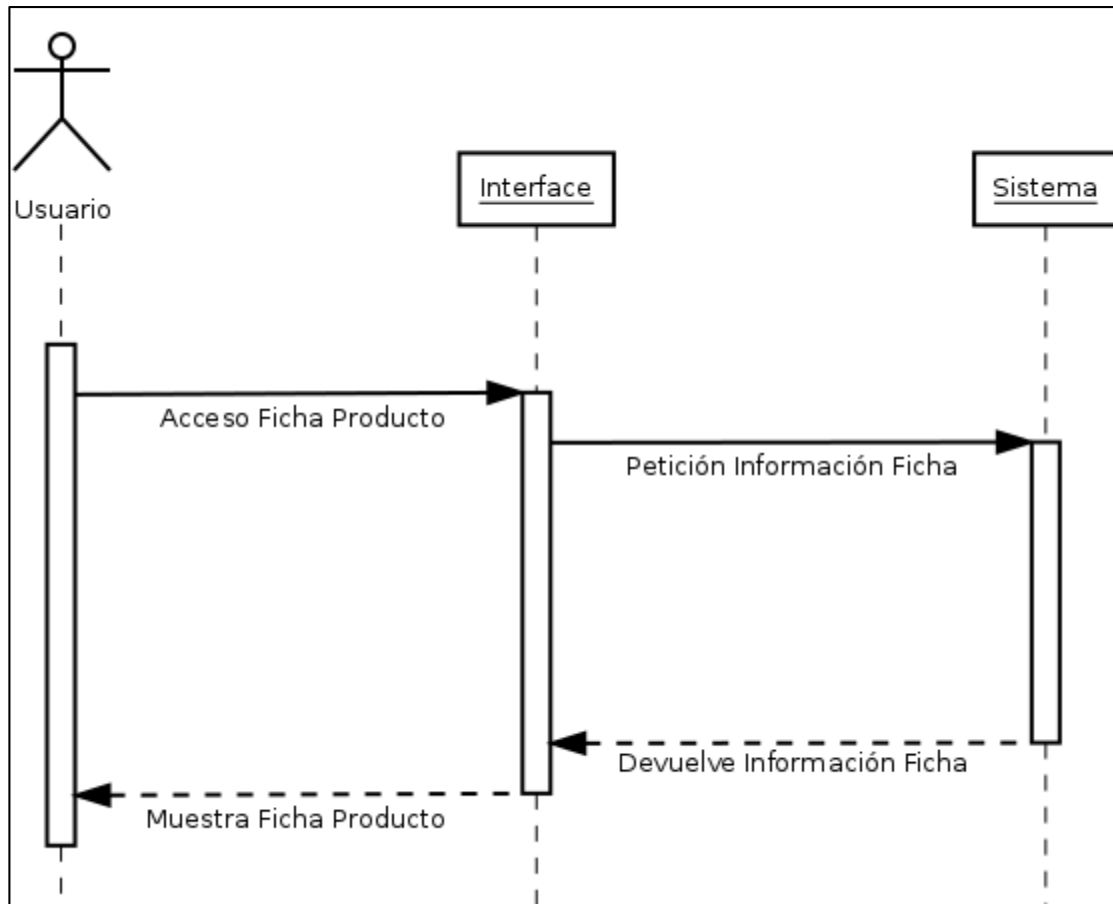 Usuario
Interface
Sistema
Acceso Ficha Producto
Petición Información Ficha
Devuelve Información Ficha
Muestra Ficha Producto